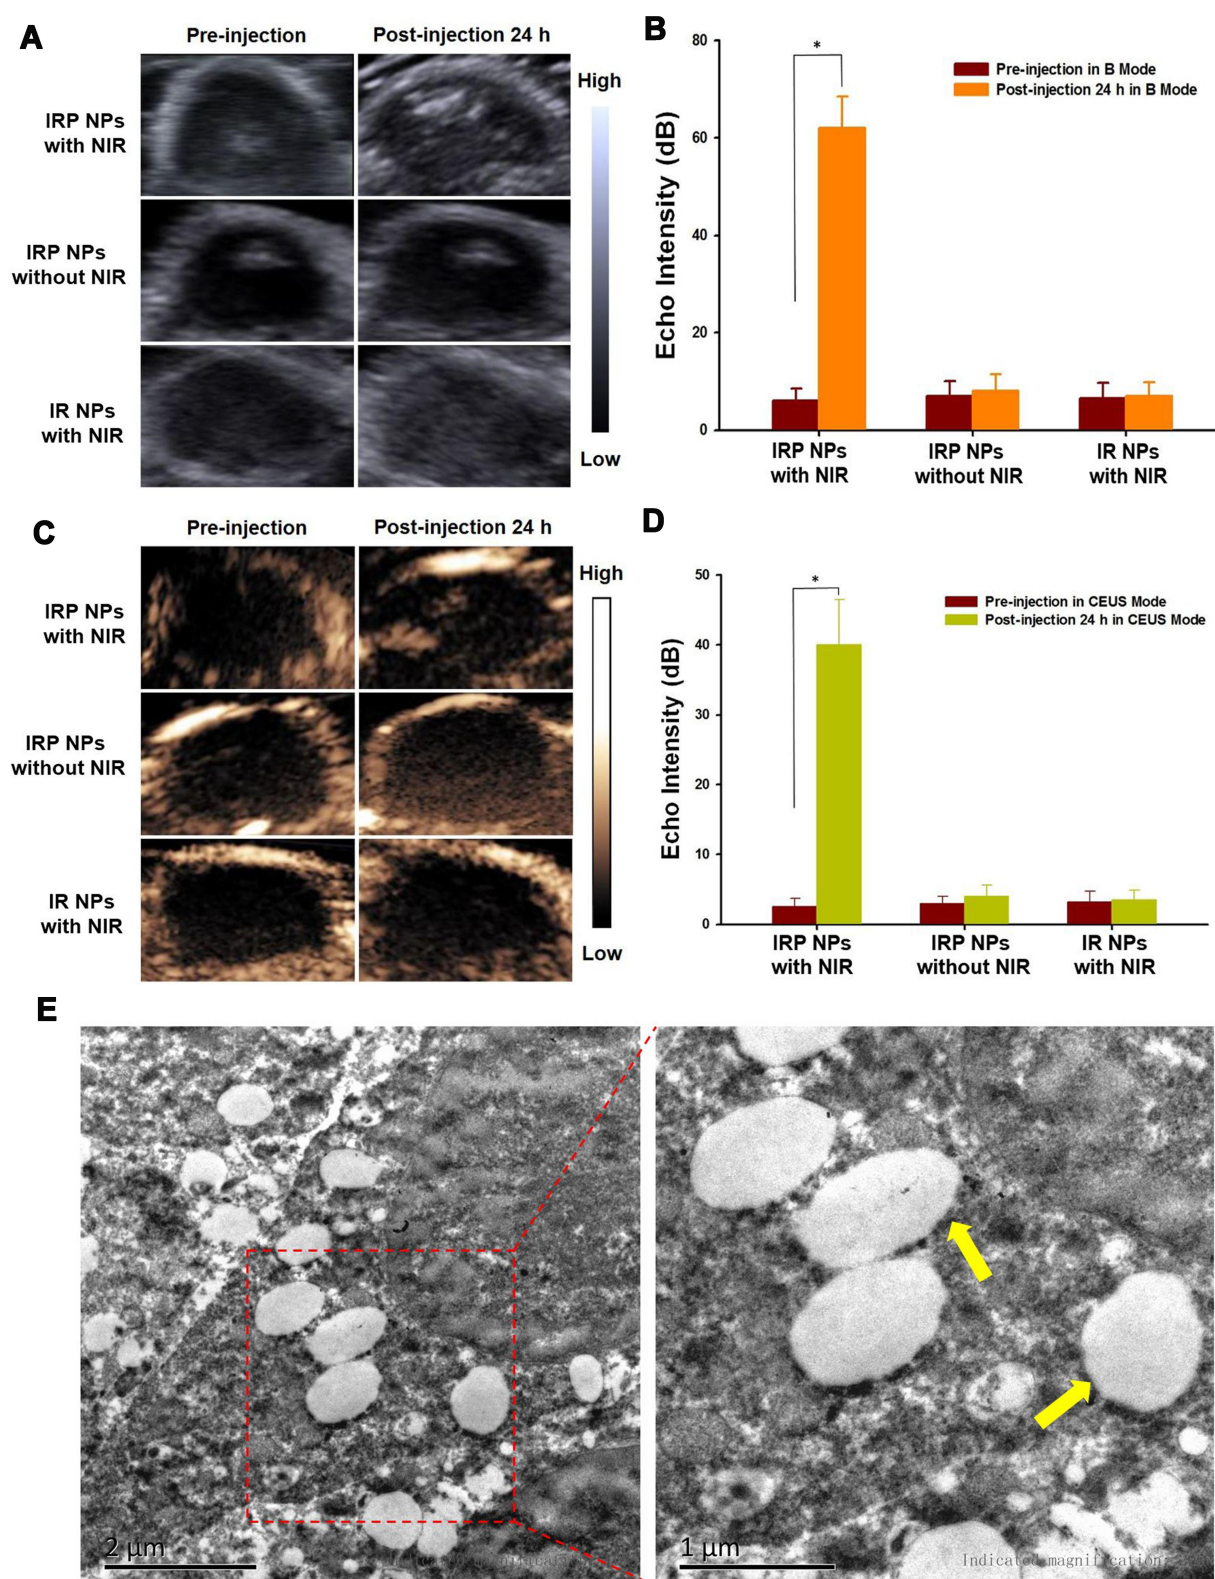 A
Pre-injection
Post-injection 24 h
IRP NPs
with NIR
IRP NPs
without NIR
IR NPs
with NIR
High
Low
B
80
60
40
20
0
Echo Intensity (dB)
*
Pre-injection in B Mode
Post-injection 24 h in B Mode
IRP NPs
with NIR
IRP NPs
without NIR
IR NPs
with NIR
C
Pre-injection
Post-injection 24 h
IRP NPs
with NIR
IRP NPs
without NIR
IR NPs
with NIR
High
Low
D
50
40
30
20
10
0
Echo Intensity (dB)
*
Pre-injection in CEUS Mode
Post-injection 24 h in CEUS Mode
IRP NPs
with NIR
IRP NPs
without NIR
IR NPs
with NIR
E
2 μm
Indicated magnification
1 μm
Indicated magnification